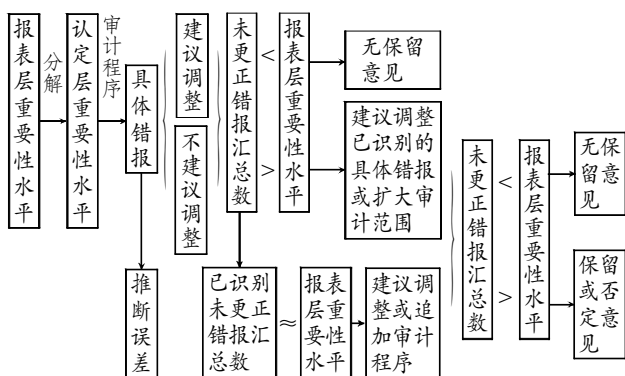 报表层重要性水平
分解
认定层重要性水平
审计程序
具体错报
推断误差
建议调整
不建议调整
未更正错报汇总数
<
>
报表层重要性水平
无保留
意见
建议调整
已识别的
具体错报
或扩大审
计范围
已识别
未更正
错报汇
总数
≈
报表
层重
要性
水平
建议调
整或追
加审计
程序
未更正错报汇总数
<
>
报表层重要性水平
无保
留意
见
保留
或否
定意
见